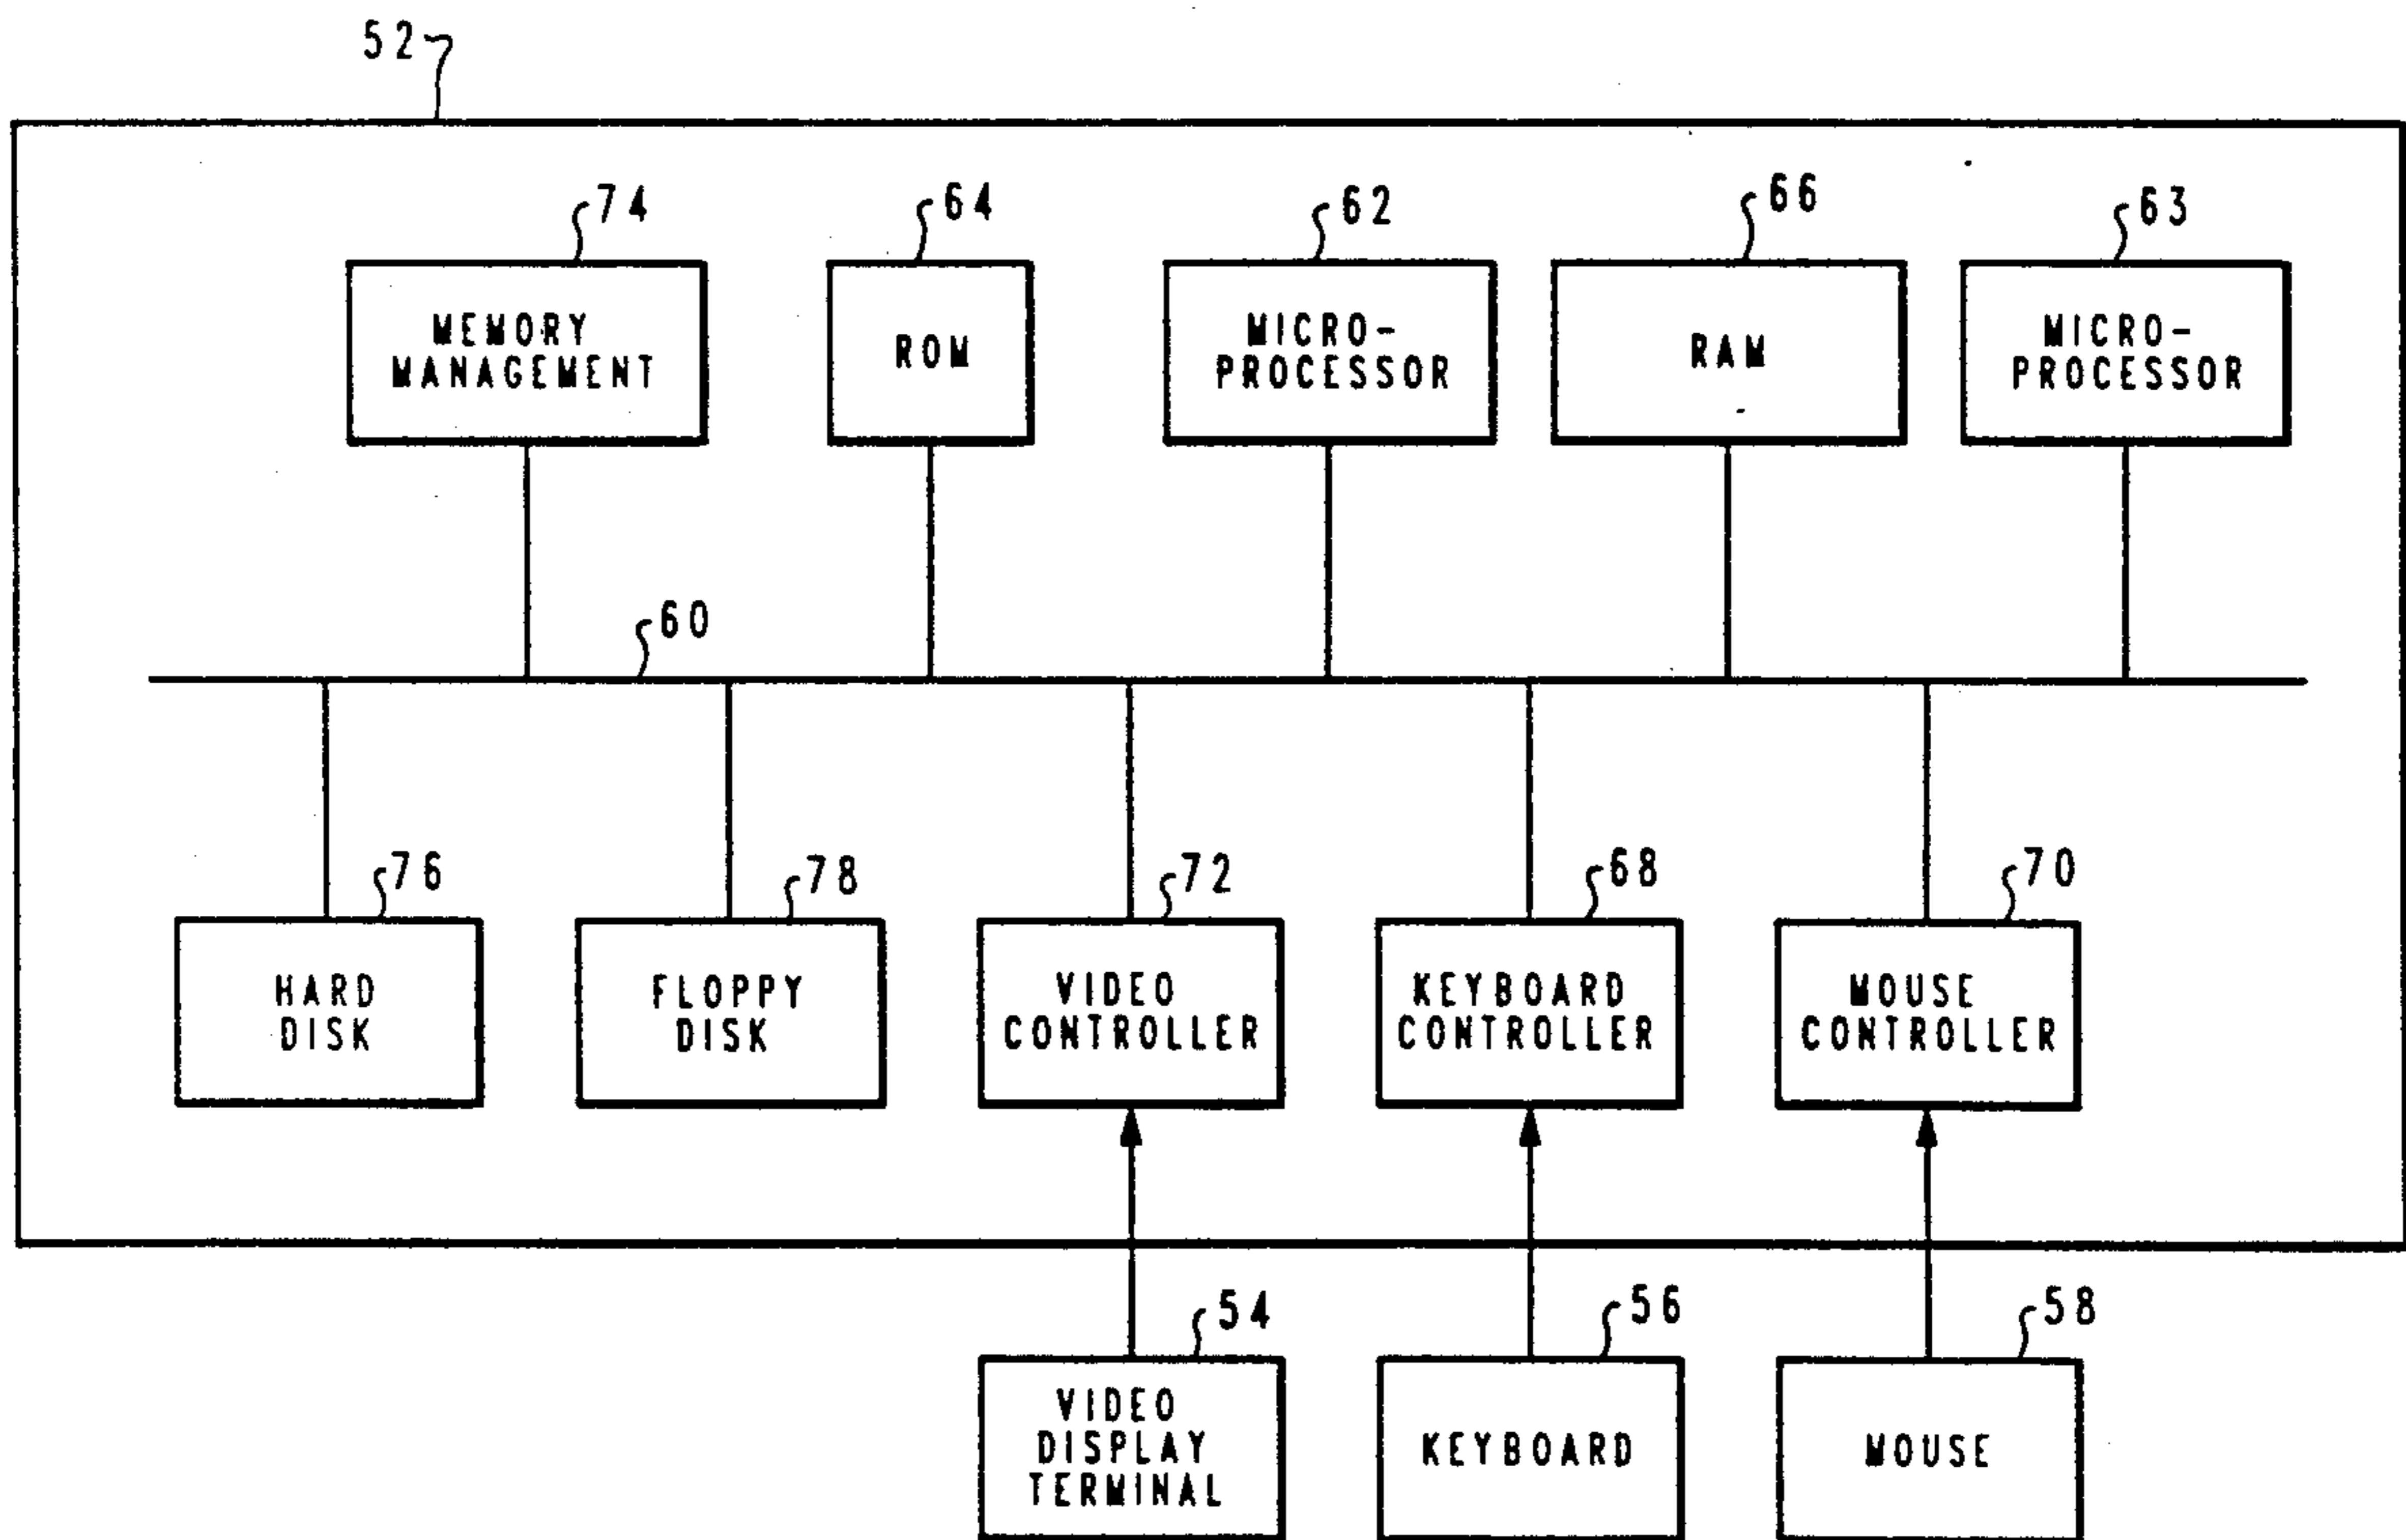 52
74
64
62
66
63
MEMORY
MANAGEMENT
ROM
MICRO-
PROCESSOR
RAM
MICRO-
PROCESSOR
60
76
78
72
68
70
HARD
DISK
FLOPPY
DISK
VIDEO
CONTROLLER
KEYBOARD
CONTROLLER
MOUSE
CONTROLLER
54
56
58
VIDEO
DISPLAY
TERMINAL
KEYBOARD
MOUSE